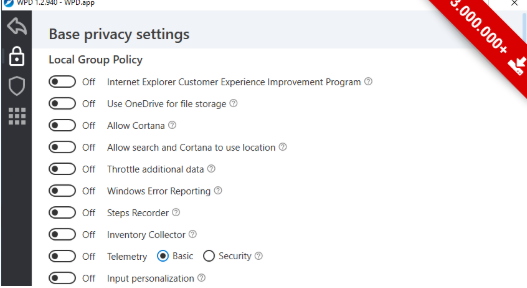 WPD 1.2.940 - WPD.app
3.000.000+
Base privacy settings
Local Group Policy
Off Internet Explorer Customer Experience Improvement Program
Off Use OneDrive for file storage
Off Allow Cortana
Off Allow search and Cortana to use location
Off Throttle additional data
Off Windows Error Reporting
Off Steps Recorder
Off Inventory Collector
Off Telemetry Basic Security
Off Input personalization